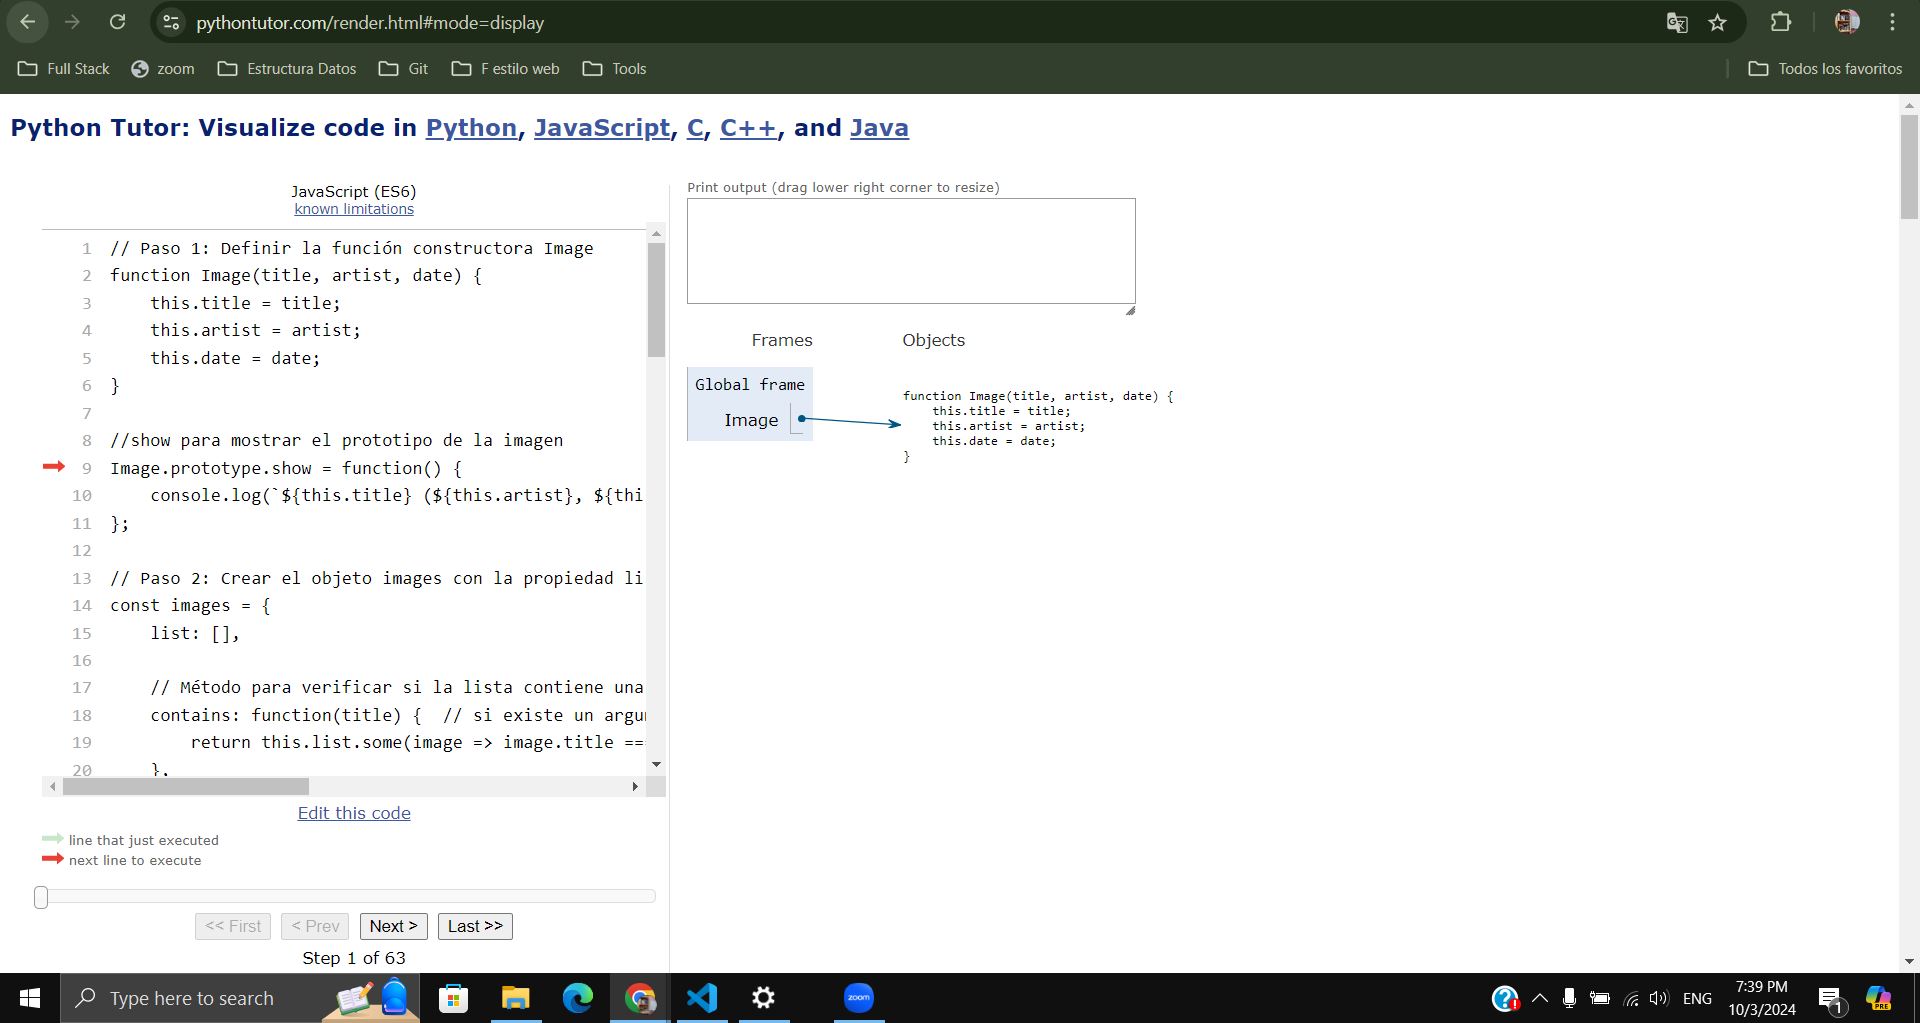 pythontutor.com/render.html#mode=display
Full Stack zoom Estructura Datos Git F estilo web Tools Todos los favoritos
Python Tutor: Visualize code in Python, JavaScript, C, C++, and Java
JavaScript (ES6)
known limitations
1 // Paso 1: Definir la función constructora Image
2 function Image(title, artist, date) {
3 this.title = title;
4 this.artist = artist;
5 this.date = date;
6 }
7
8 //show para mostrar el prototipo de la imagen
9 Image.prototype.show = function() {
10 console.log(`${this.title} (${this.artist}, ${thi
11 };
12
13 // Paso 2: Crear el objeto images con la propiedad li
14 const images = {
15 list: [],
16
17 // Método para verificar si la lista contiene una
18 contains: function(title) { // si existe un argu
19 return this.list.some(image => image.title ===
20 },
Edit this code
line that just executed
next line to execute
<< First < Prev Next > Last >>
Step 1 of 63
Print output (drag lower right corner to resize)
Frames Objects
Global frame
Image
function Image(title, artist, date) {
this.title = title;
this.artist = artist;
this.date = date;
}
Type here to search
zoom
ENG
7:39 PM
10/3/2024
1
PRE